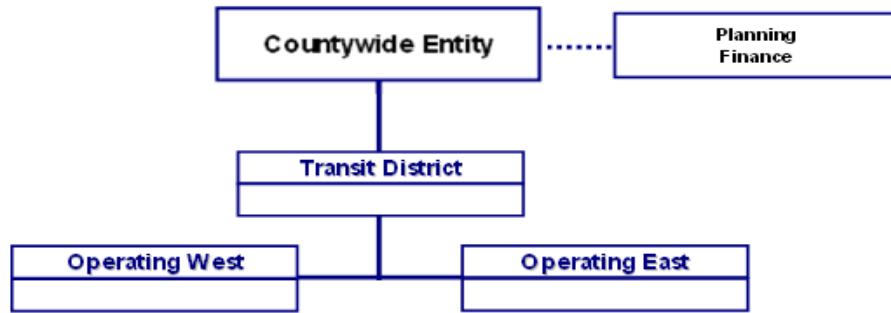 Countywide Entity
Planning
Finance
Transit District
Operating West
Operating East